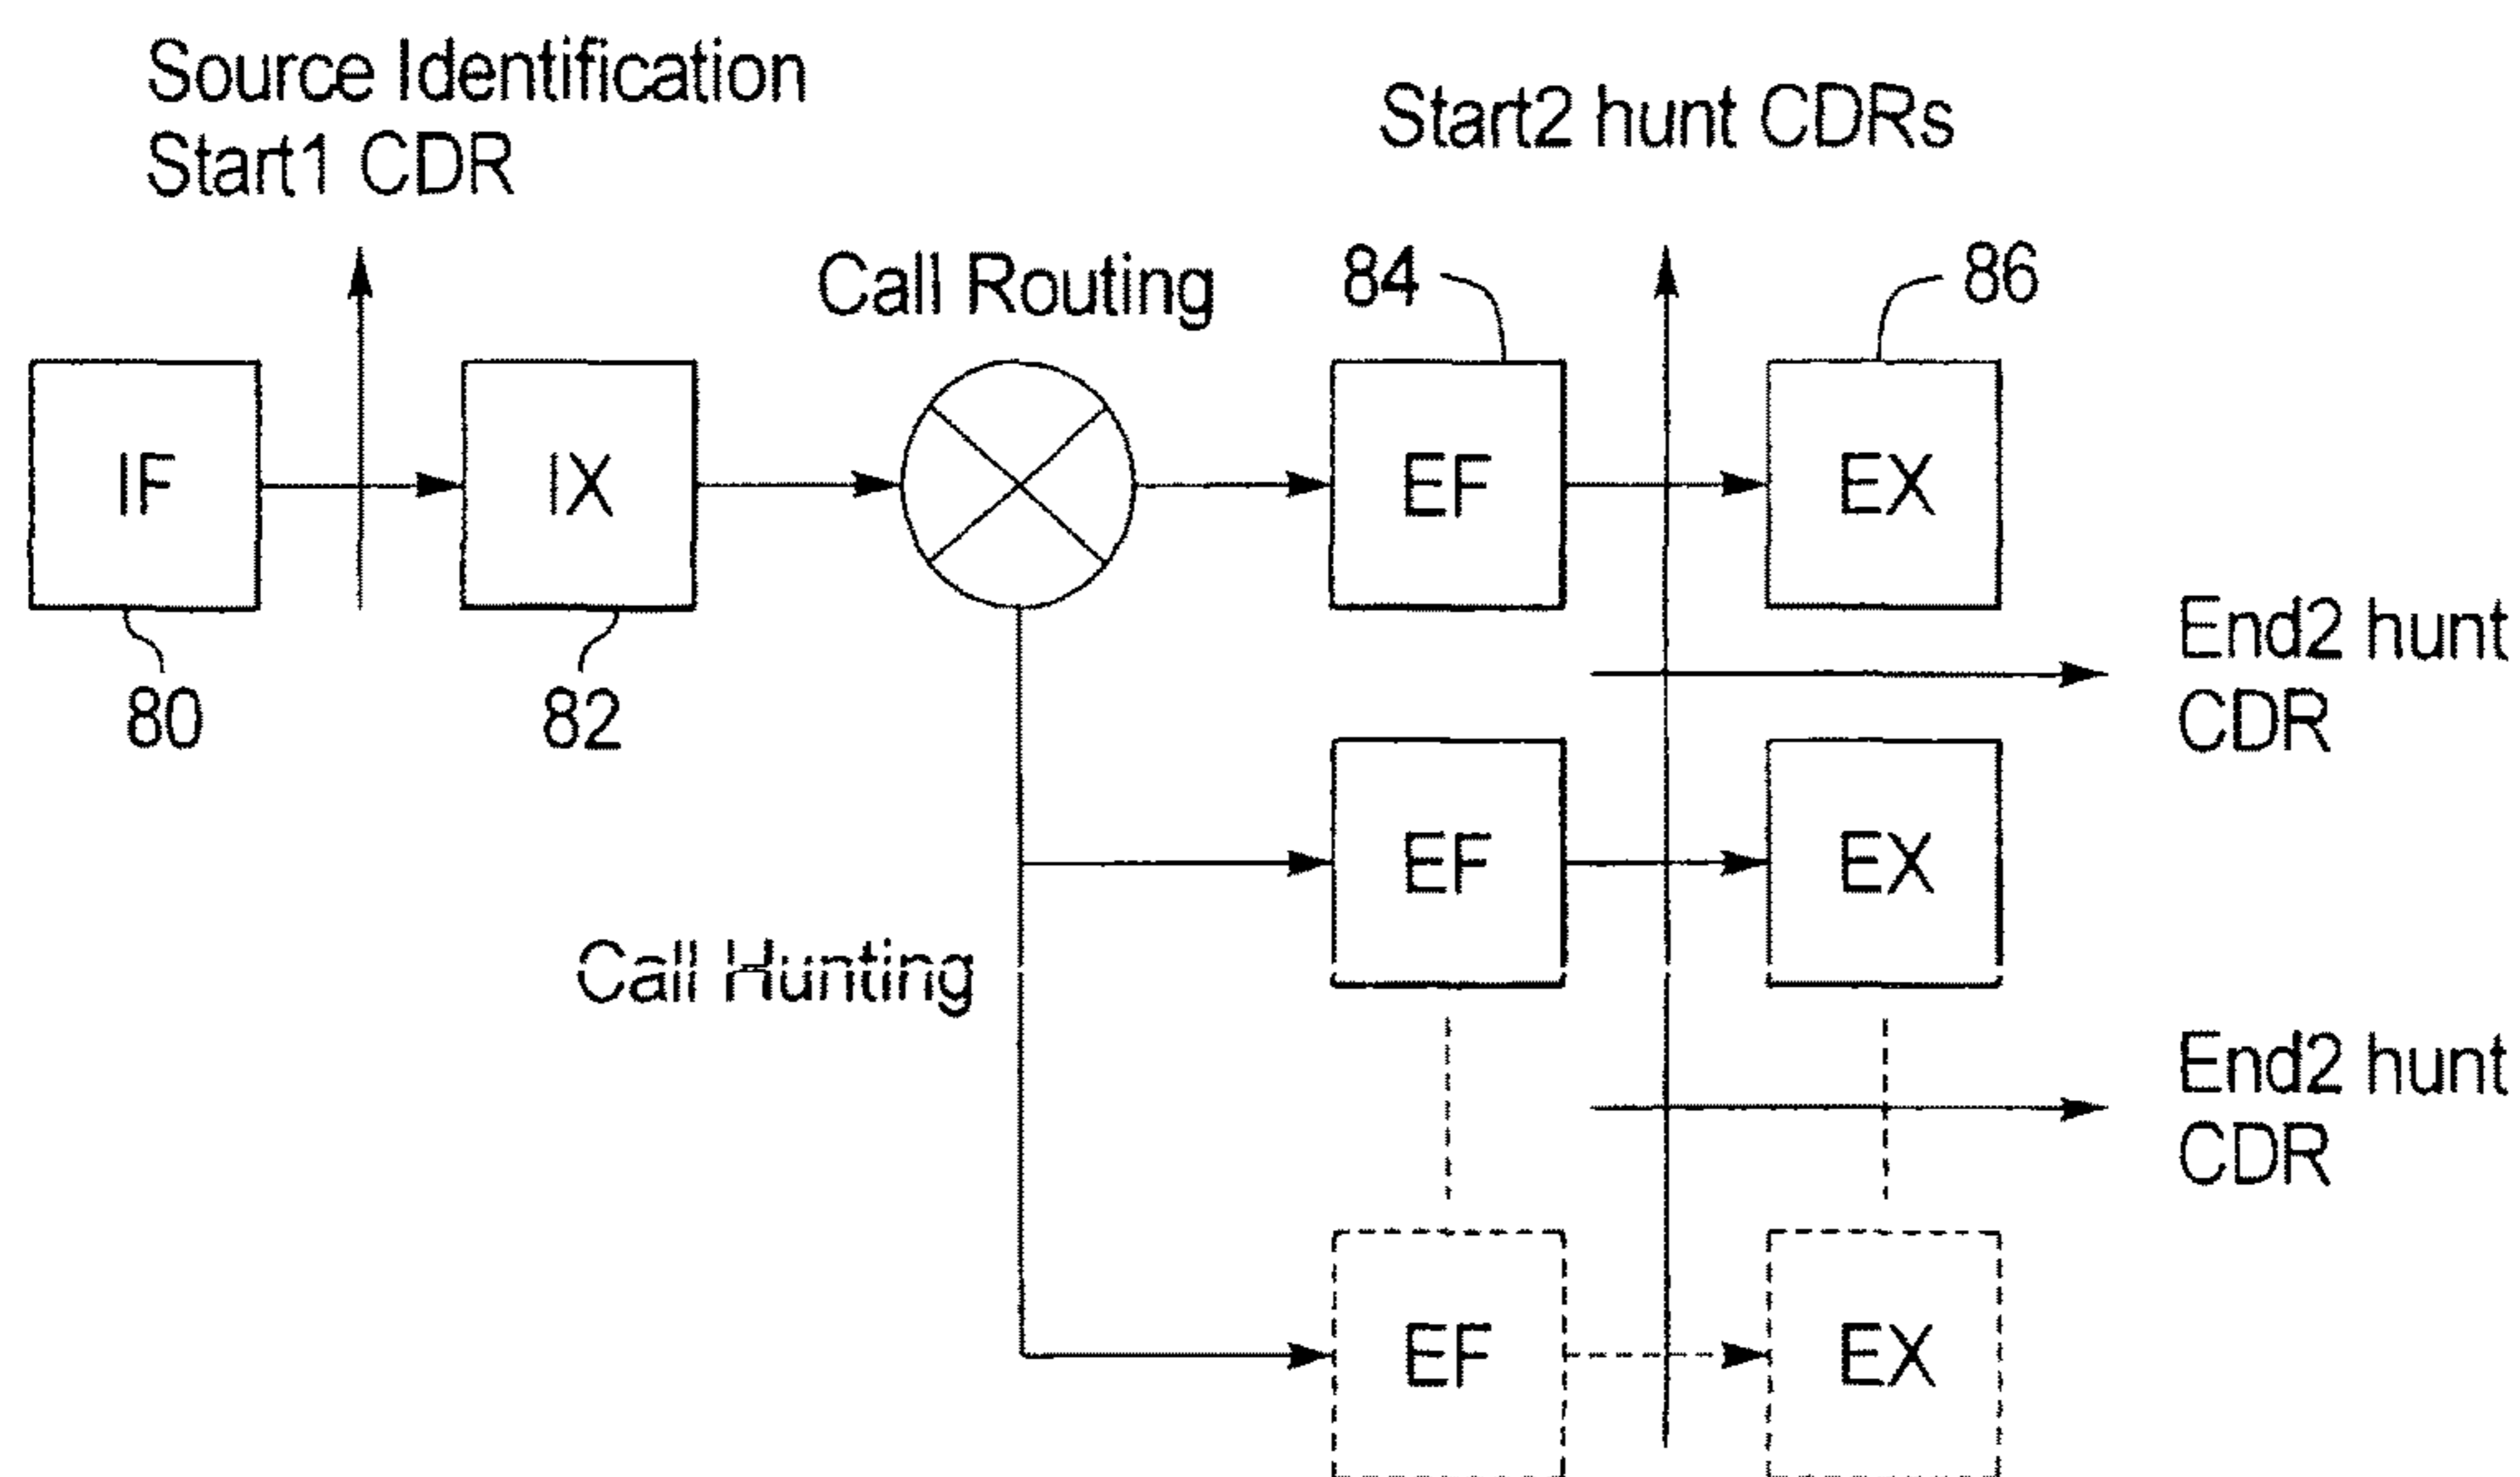 Source Identification
Start1 CDR
Start2 hunt CDRs
Call Routing
84
86
IF
IX
EF
EX
80
82
End2 hunt
CDR
EF
EX
Call Hunting
End2 hunt
CDR
EF
EX